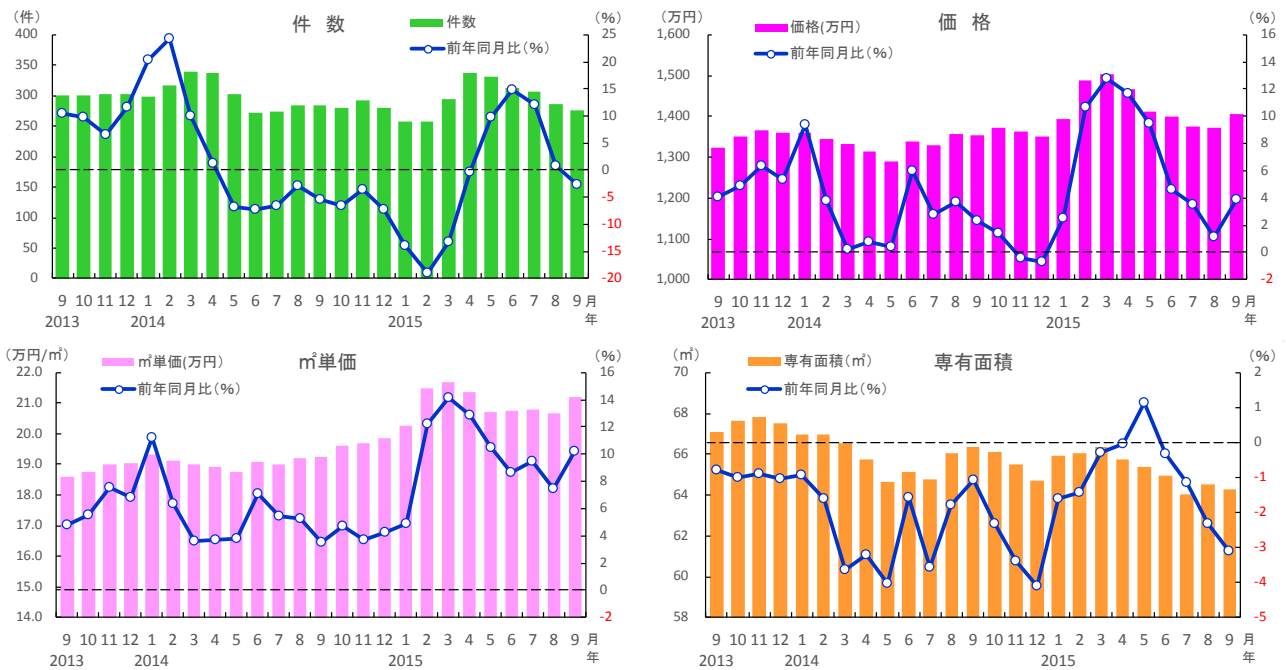 (件) 件 数 (%)
件数
前年同月比(%)
400 25
350 20
300 15
250 10
200 5
150 0
100 -5
50 -10
0 -15
-20
9 10 11 12 1 2 3 4 5 6 7 8 9 10 11 12 1 2 3 4 5 6 7 8 9 月
2013 2014 2015 年
(万円) 価 格 (%)
価格(万円)
前年同月比(%)
1,600 16
1,500 14
1,400 12
1,300 10
1,200 8
1,100 6
1,000 4
2
0
-2
9 10 11 12 1 2 3 4 5 6 7 8 9 10 11 12 1 2 3 4 5 6 7 8 9 月
2013 2014 2015 年
(万円/㎡) ㎡単価 (%)
㎡単価(万円)
前年同月比(%)
22.0 16
21.0 14
20.0 12
19.0 10
18.0 8
17.0 6
16.0 4
15.0 2
14.0 0
-2
9 10 11 12 1 2 3 4 5 6 7 8 9 10 11 12 1 2 3 4 5 6 7 8 9 月
2013 2014 2015 年
(㎡) 専有面積 (%)
専有面積(㎡)
前年同月比(%)
70 2
68 1
66 0
64 -1
62 -2
60 -3
58 -4
-5
9 10 11 12 1 2 3 4 5 6 7 8 9 10 11 12 1 2 3 4 5 6 7 8 9 月
2013 2014 2015 年